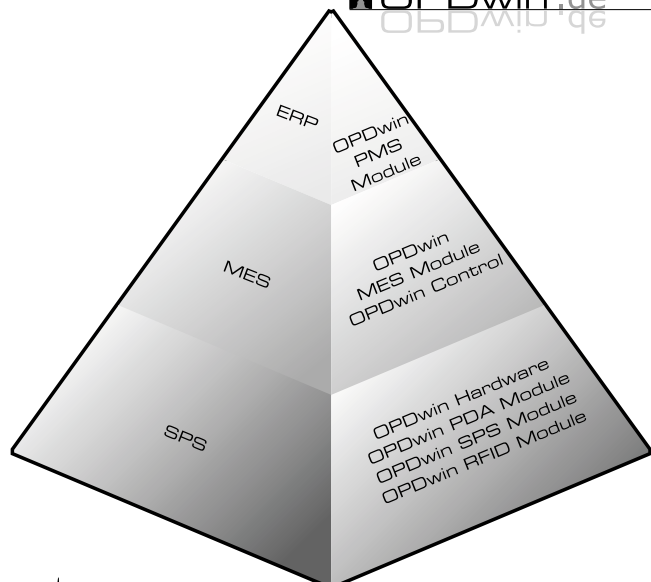 OPDwin.de
ERP
OPDwin
PMS
Module
MES
OPDwin
MES Module
OPDwin Control
SPS
OPDwin Hardware
OPDwin PDA Module
OPDwin SPS Module
OPDwin RFID Module